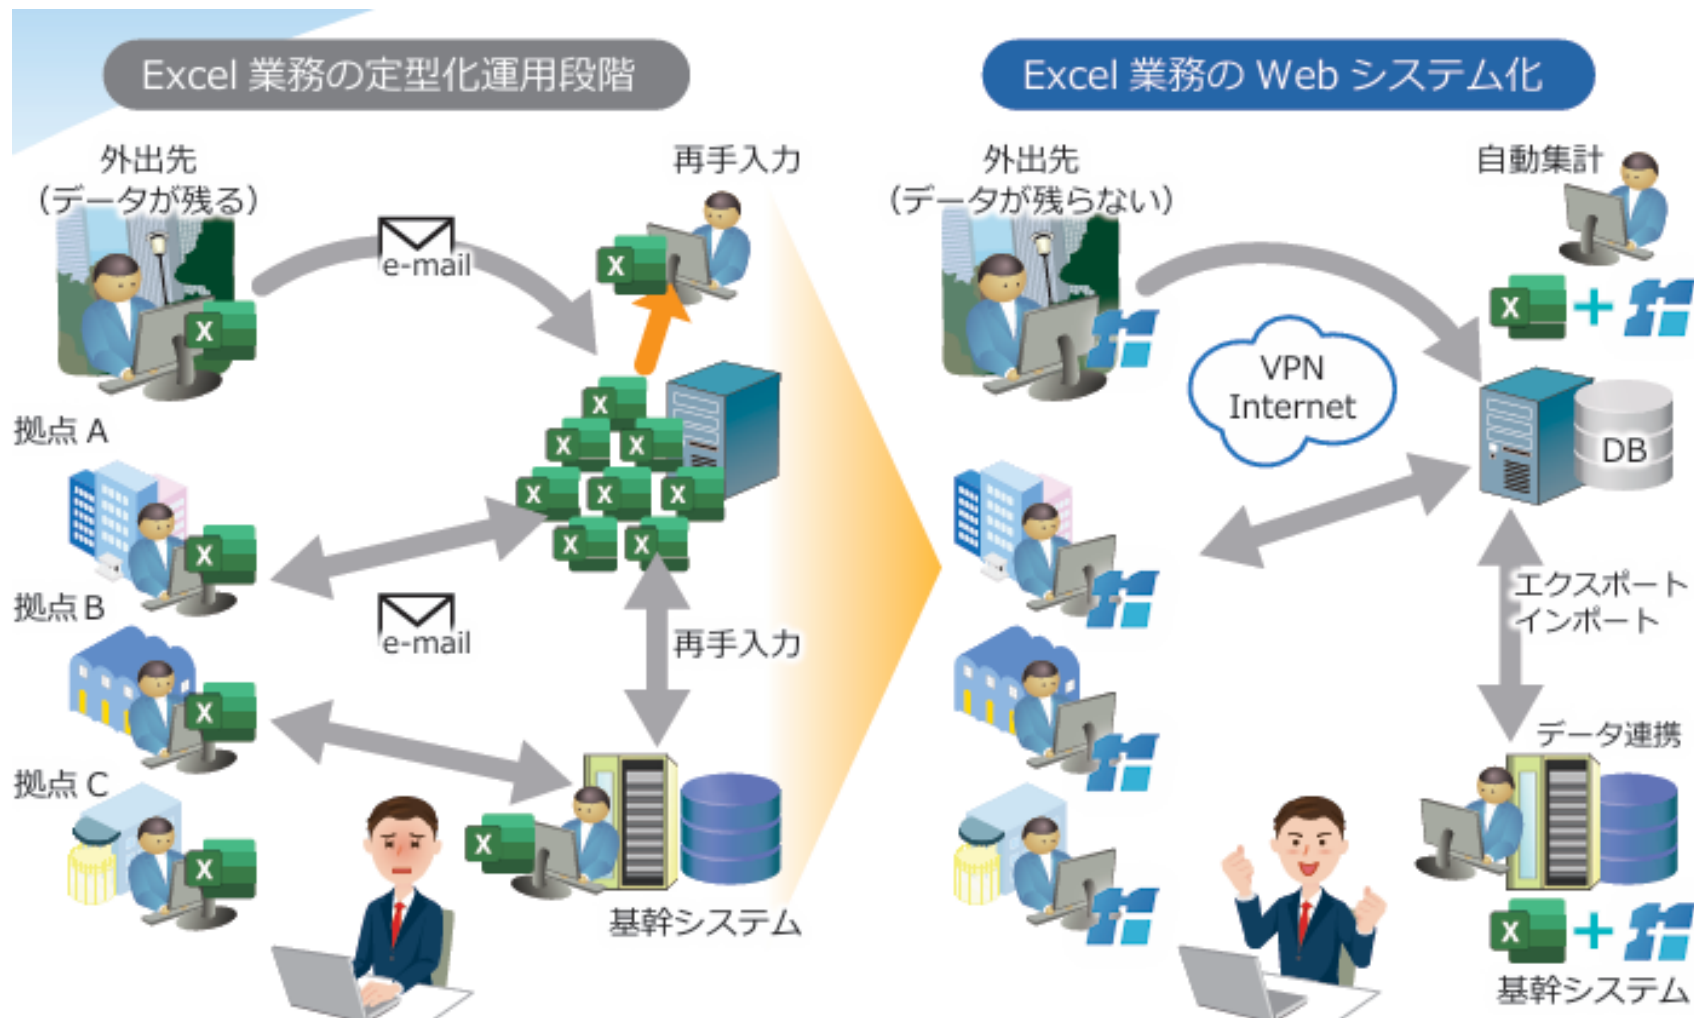 Excel 業務の定型化運用段階
外出先
（データが残る）
e-mail
再手入力
X
X
拠点 A
X
X
X
X
X
X
X
X
X
拠点 B
e-mail
再手入力
X
拠点 C
X
X
基幹システム
Excel 業務の Web システム化
外出先
（データが残らない）
自動集計
X +
VPN
Internet
DB
エクスポート
インポート
データ連携
X +
基幹システム